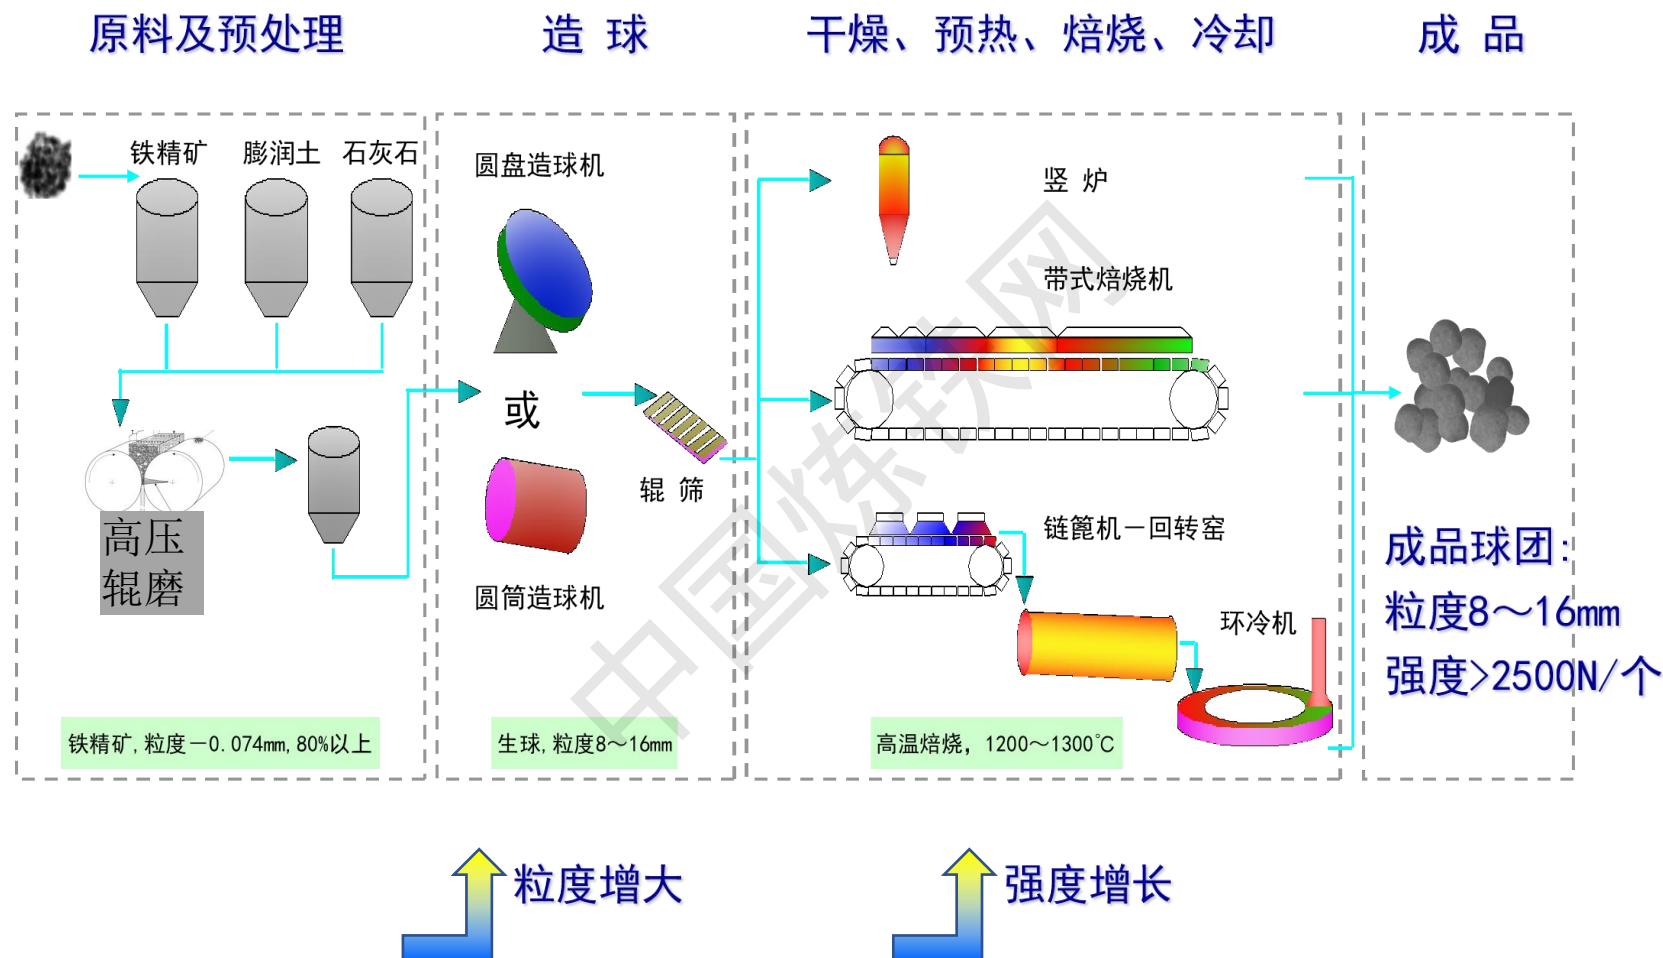 原料及预处理
造 球
干燥、预热、焙烧、冷却
成 品
铁精矿
膨润土
石灰石
高压
辊磨
铁精矿,粒度－0.074mm,80%以上
圆盘造球机
或
圆筒造球机
辊 筛
生球,粒度8～16mm
竖 炉
带式焙烧机
链篦机－回转窑
环冷机
高温焙烧，1200～1300℃
成品球团:
粒度8～16mm
强度>2500N/个
粒度增大
强度增长
中国炼铁网